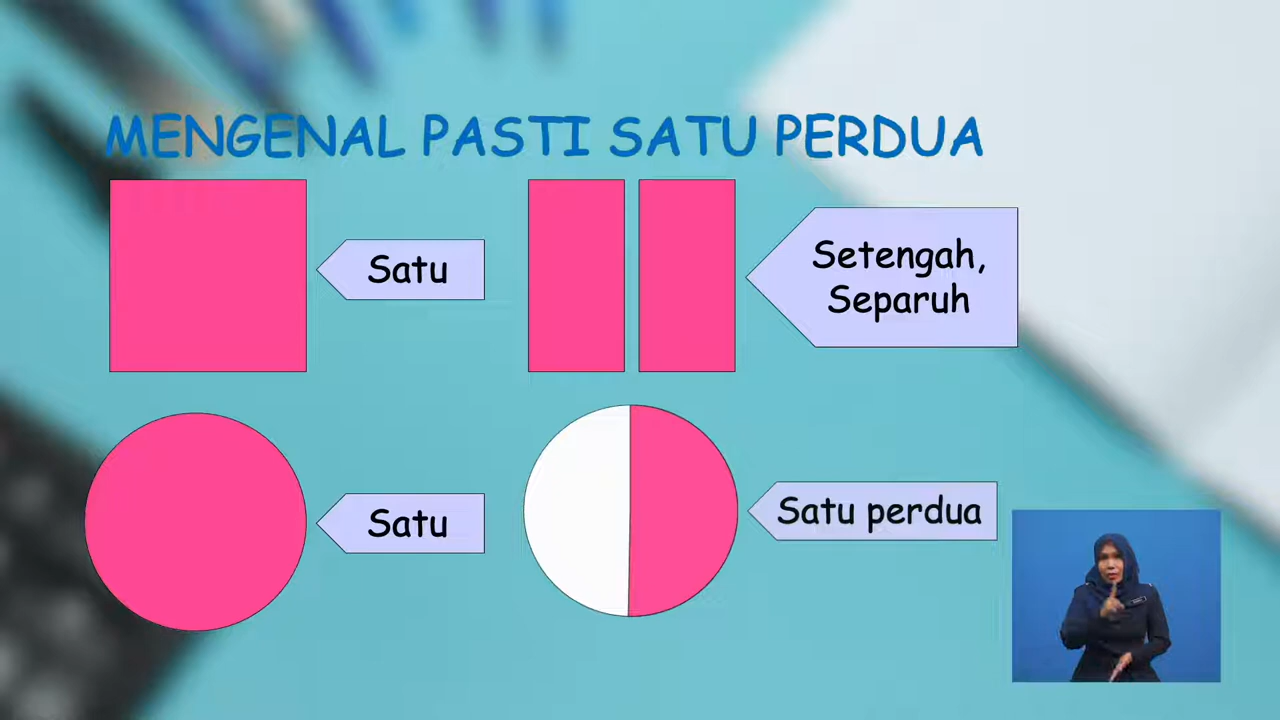 MENGENAL PASTI SATU PERDUA
Satu
Setengah,
Separuh
Satu
Satu perdua